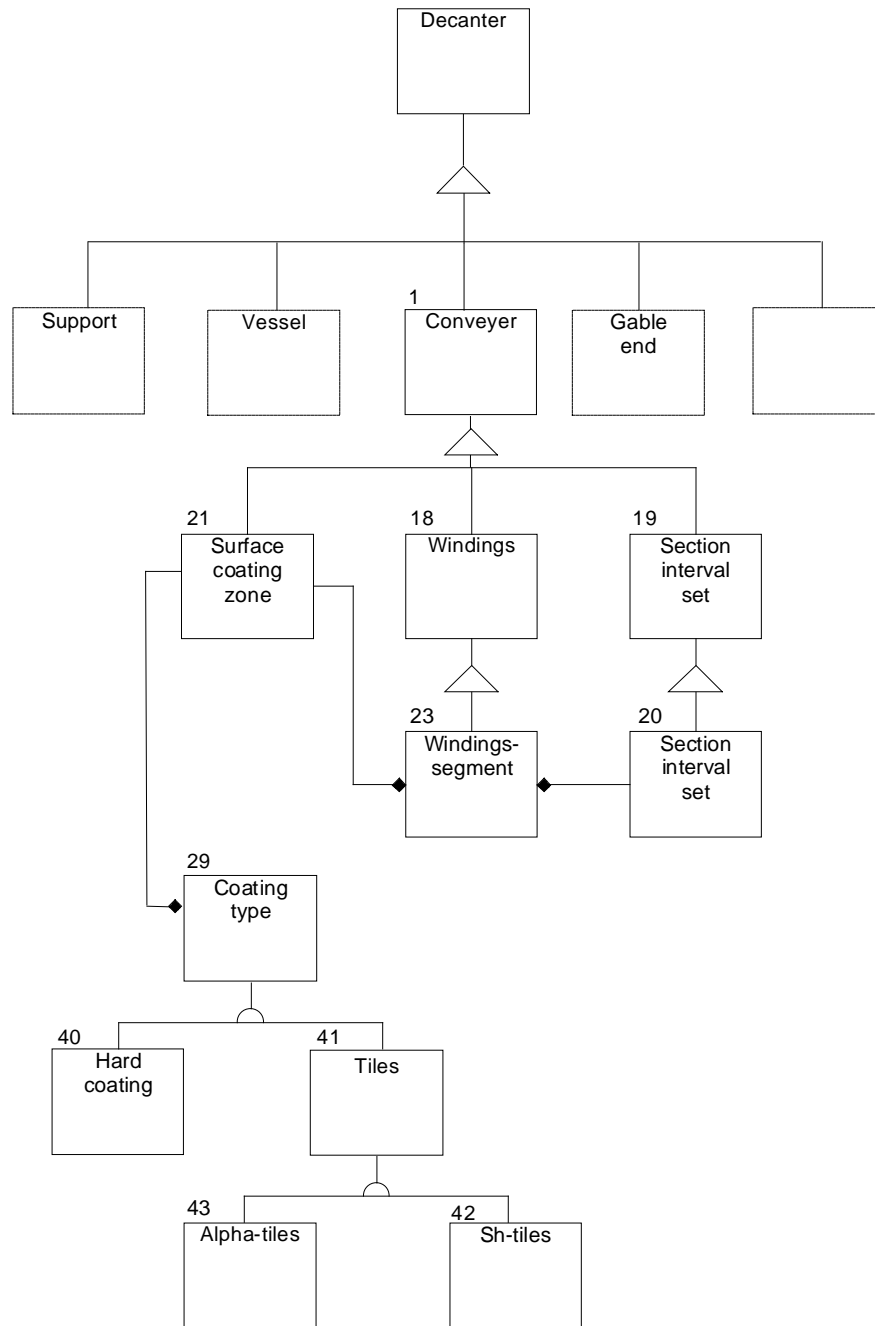 Decanter
Support
Vessel
1
Conveyer
Gable
end
21
Surface
coating
zone
18
Windings
19
Section
interval
set
23
Windings-
segment
20
Section
interval
set
29
Coating
type
40
Hard
coating
41
Tiles
43
Alpha-tiles
42
Sh-tiles